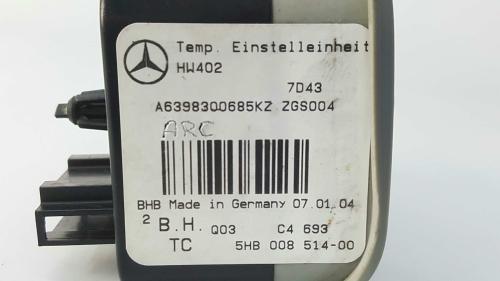 Temp. Einstelleinheit
HW402
7D43
A6398300685KZ ZGS004
ARC
BHB Made in Germany 07.01.04
2 B.H. Q03 C4 693
TC 5HB 008 514-00